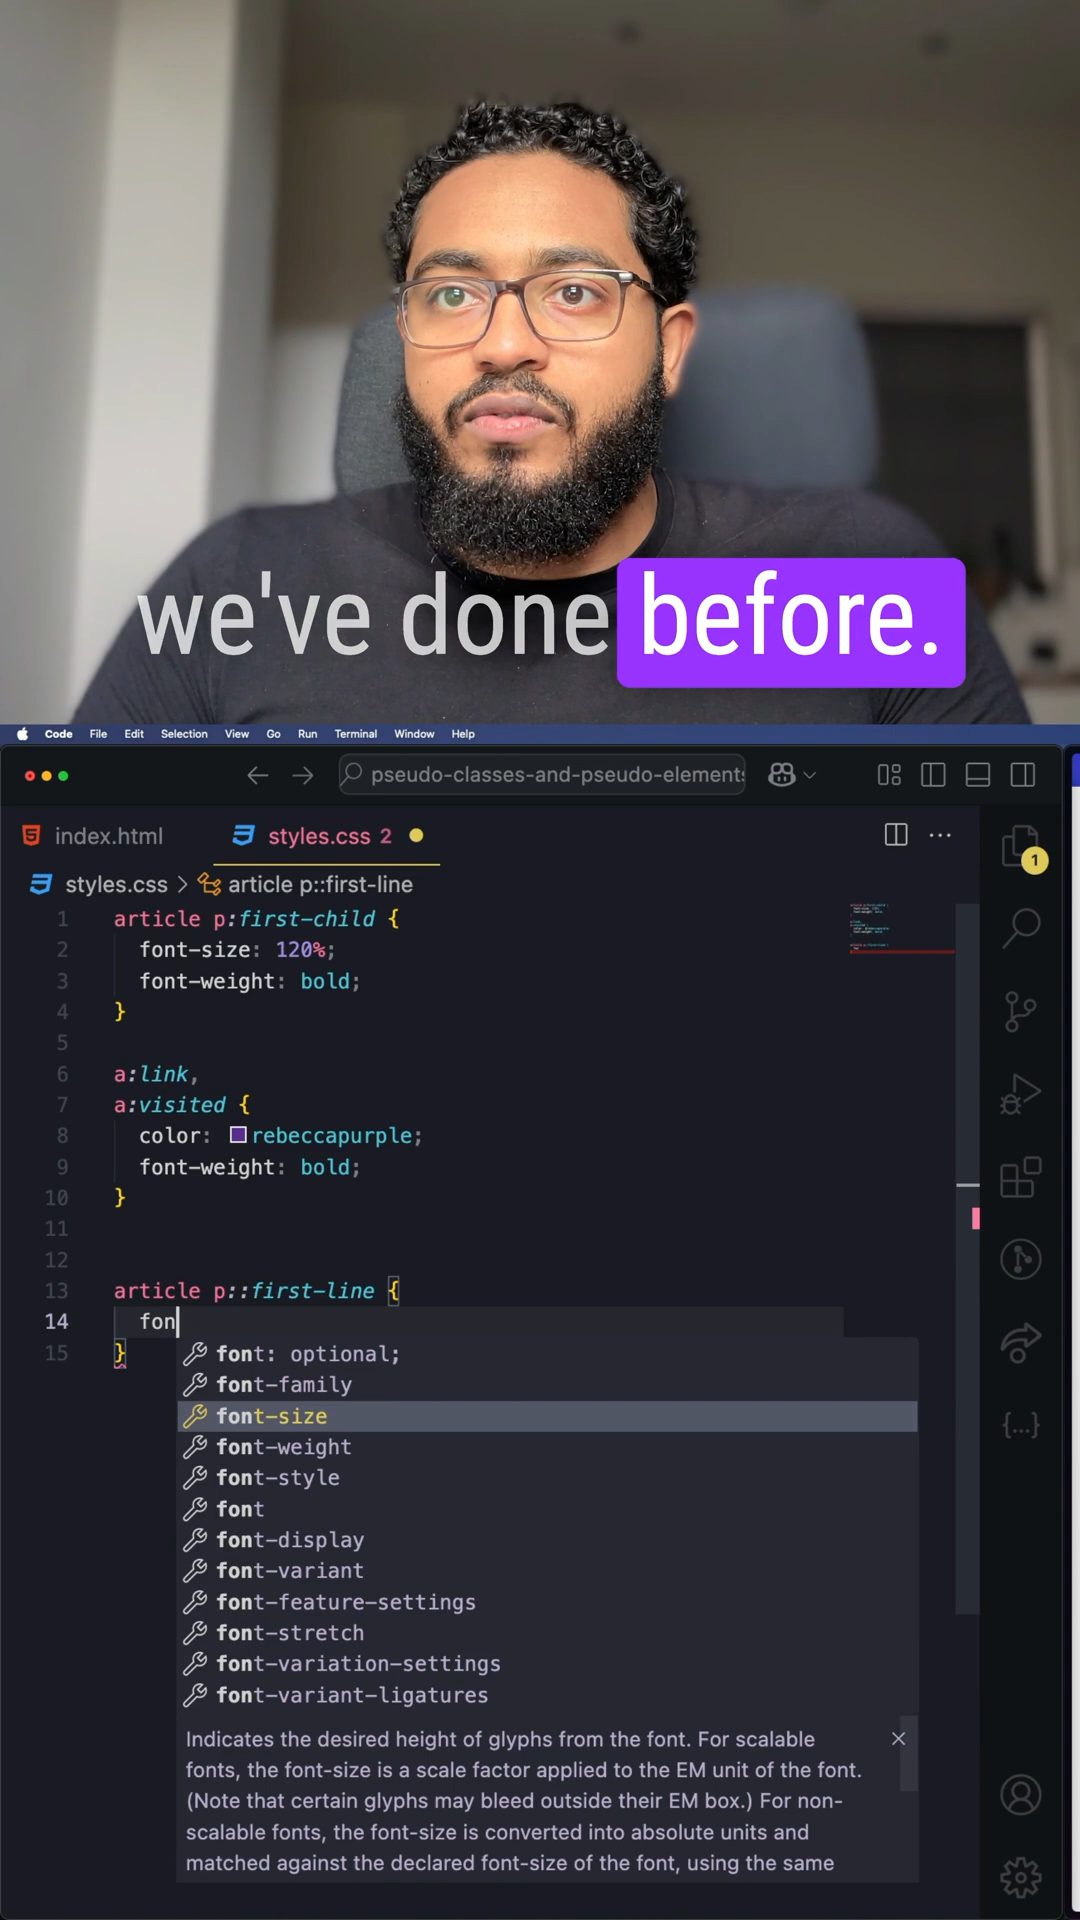 we've done before.
Code File Edit Selection View Go Run Terminal Window Help
pseudo-classes-and-pseudo-elements
index.html
styles.css 2
styles.css > article p::first-line
1 article p:first-child {
2 font-size: 120%;
3 font-weight: bold;
4 }
5
6 a:link,
7 a:visited {
8 color: rebeccapurple;
9 font-weight: bold;
10 }
11
12
13 article p::first-line {
14 fon
15 }
font: optional;
font-family
font-size
font-weight
font-style
font
font-display
font-variant
font-feature-settings
font-stretch
font-variation-settings
font-variant-ligatures
Indicates the desired height of glyphs from the font. For scalable
fonts, the font-size is a scale factor applied to the EM unit of the font.
(Note that certain glyphs may bleed outside their EM box.) For non-
scalable fonts, the font-size is converted into absolute units and
matched against the declared font-size of the font, using the same
1